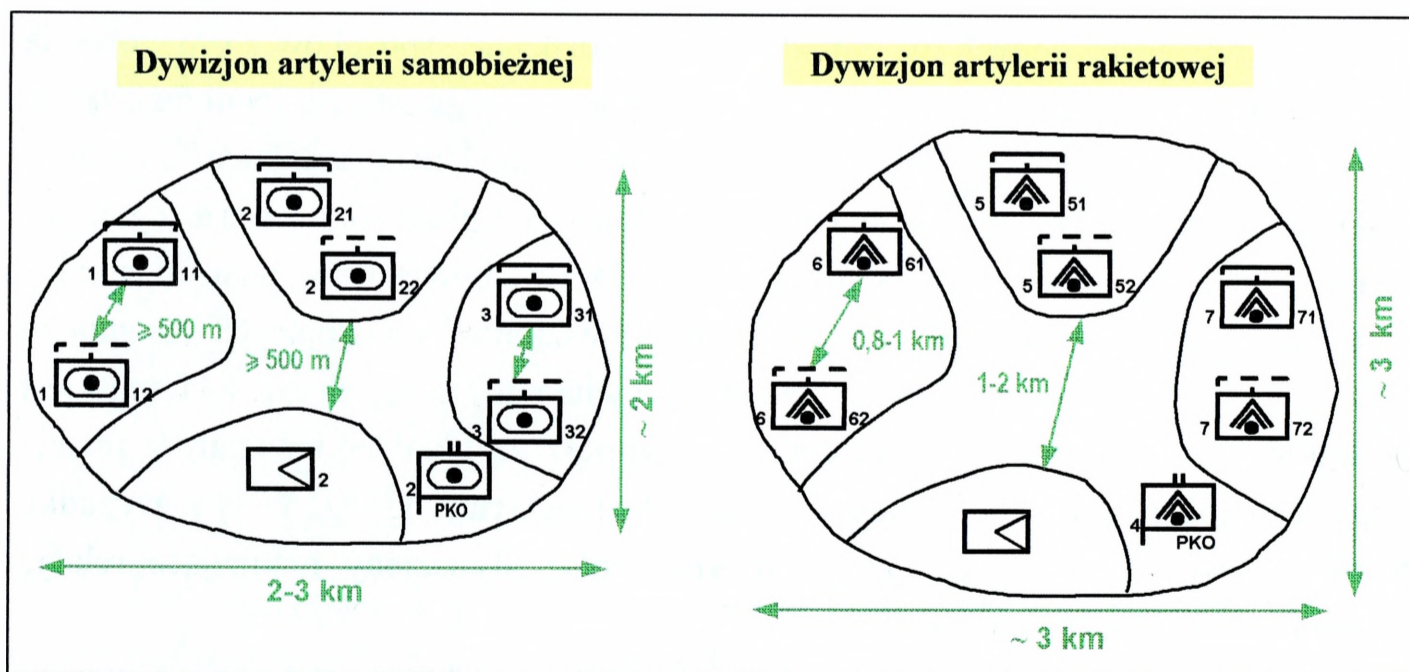 Dywizjon artylerii samobieżnej
2 21
1 11
2 22
3 31
⩾ 500 m
⩾ 500 m
1 12
3 32
2
2
PKO
~ 2 km
2-3 km
Dywizjon artylerii rakietowej
5 51
6 61
5 52
7 71
0,8-1 km
1-2 km
6 62
7 72
4
PKO
~ 3 km
~ 3 km